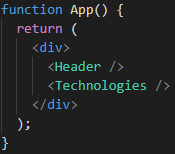 function App() {
  return (
    <div>
      <Header />
      <Technologies />
    </div>
  );
}